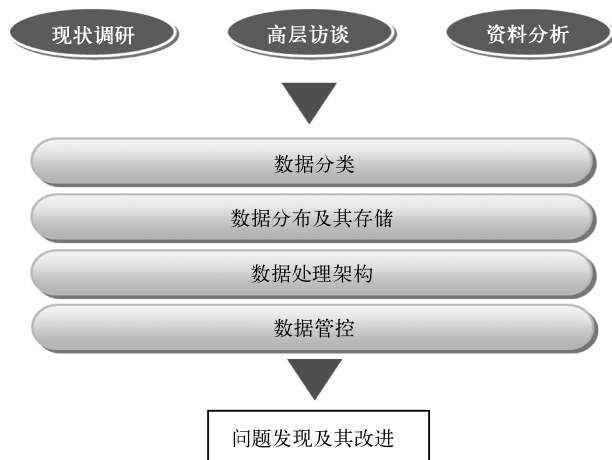 现状调研 高层访谈 资料分析
数据分类
数据分布及其存储
数据处理架构
数据管控
问题发现及其改进